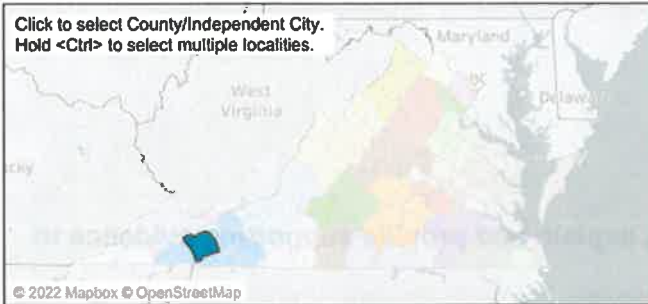 Click to select County/Independent City.
Hold <Ctrl> to select multiple localities.
Maryland
West
Virginia
Delaw
cky
© 2022 Mapbox © OpenStreetMap